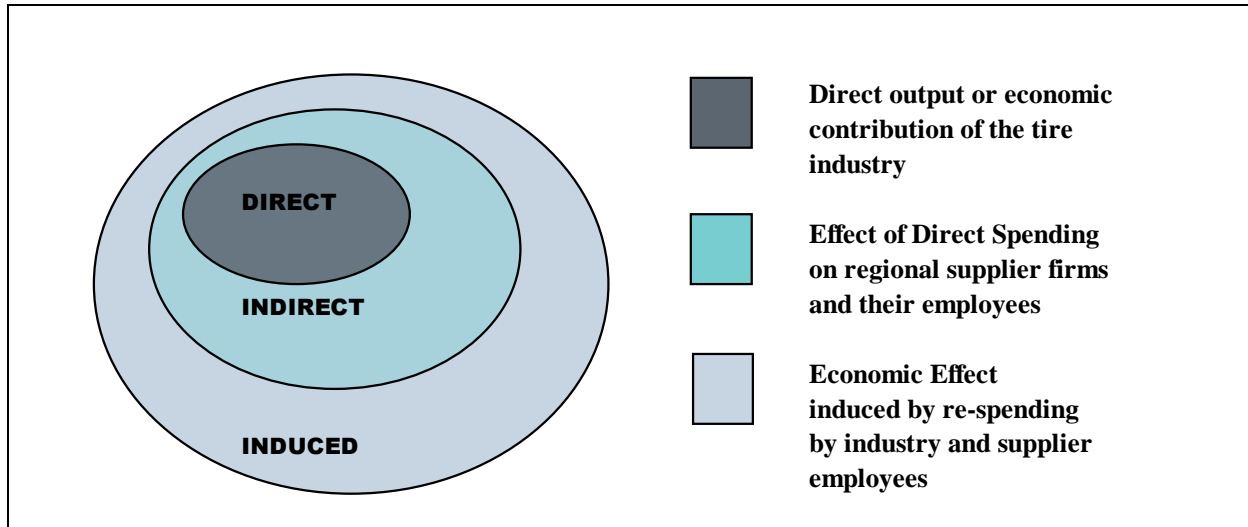 DIRECT
INDIRECT
INDUCED
Direct output or economic
contribution of the tire
industry
Effect of Direct Spending
on regional supplier firms
and their employees
Economic Effect
induced by re-spending
by industry and supplier
employees